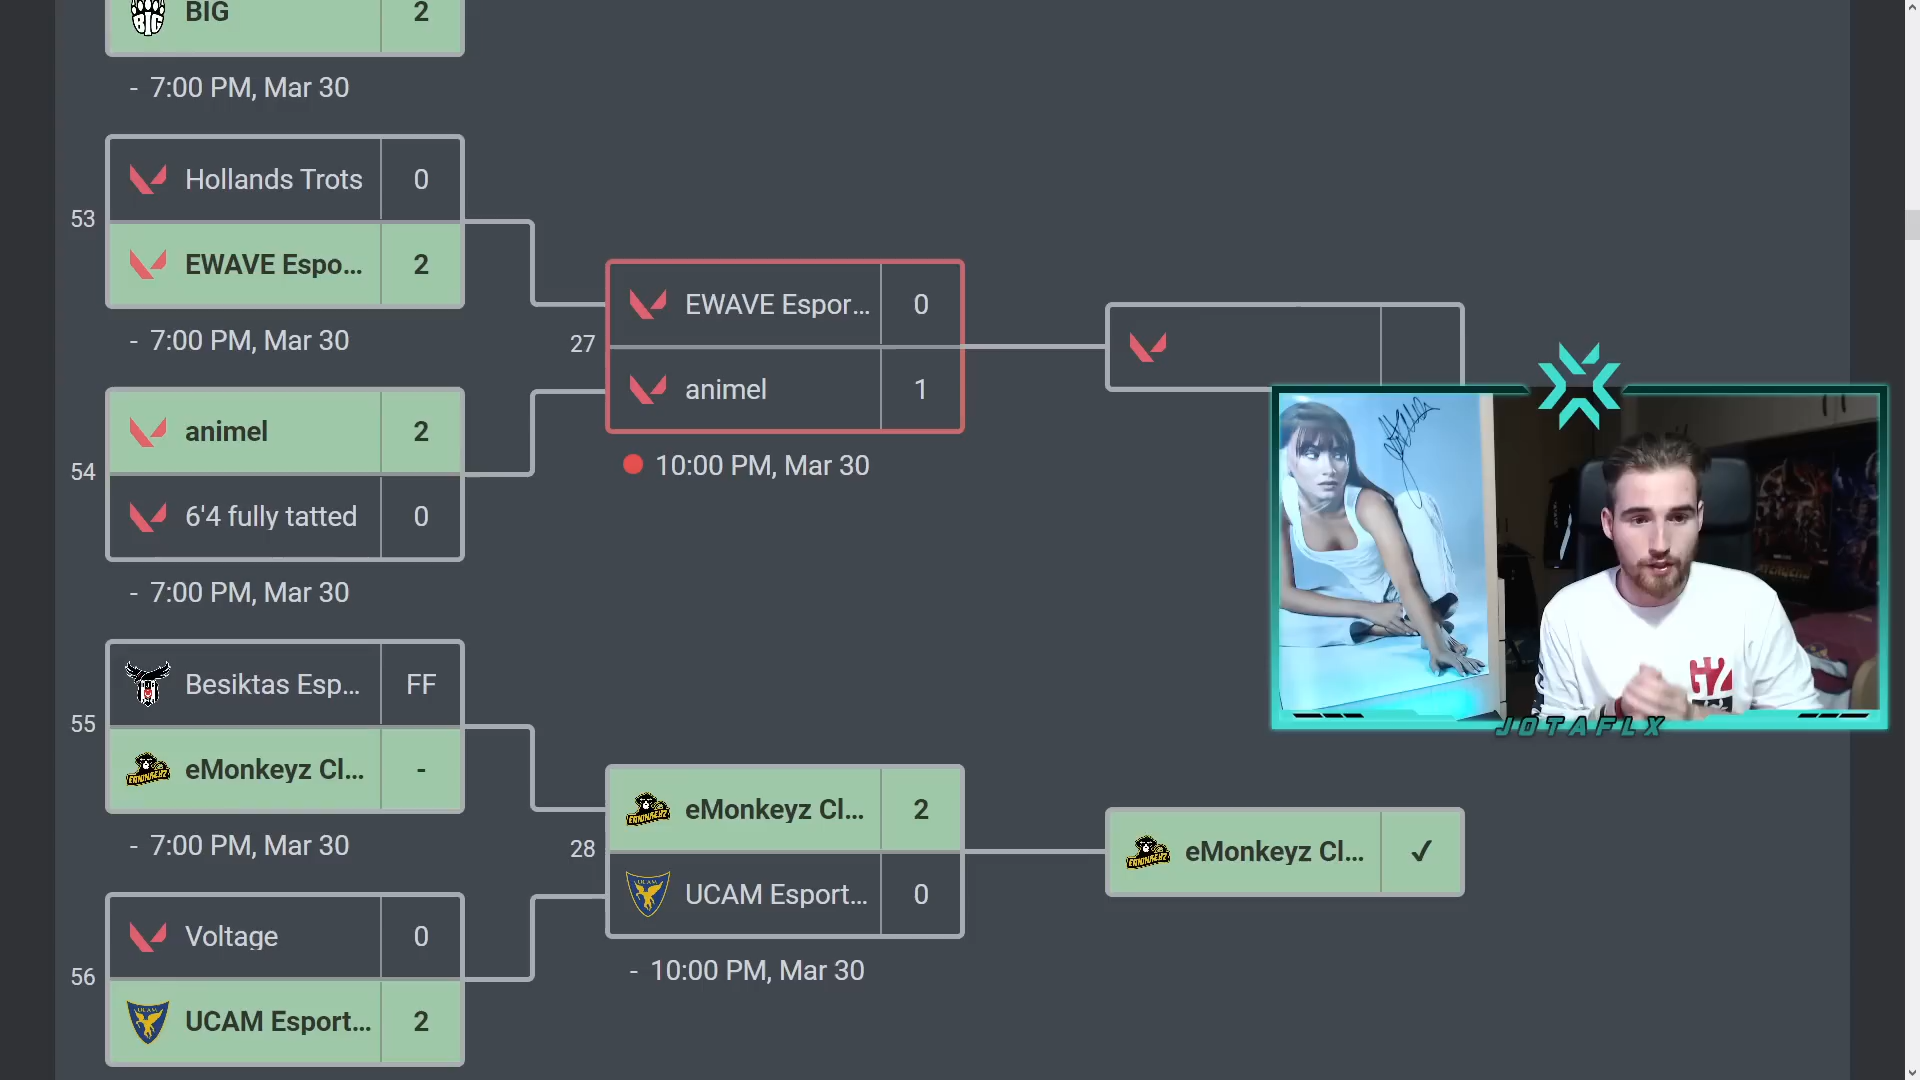 BIG 2
- 7:00 PM, Mar 30
53
Hollands Trots 0
EWAVE Espo... 2
- 7:00 PM, Mar 30
54
animel 2
6'4 fully tatted 0
- 7:00 PM, Mar 30
55
Besiktas Esp... FF
eMonkeyz Cl... -
- 7:00 PM, Mar 30
56
Voltage 0
UCAM Esport... 2
27
EWAVE Espor... 0
animel 1
10:00 PM, Mar 30
28
eMonkeyz Cl... 2
UCAM Esport... 0
- 10:00 PM, Mar 30
eMonkeyz Cl... ✓
G2
JOTAFLX